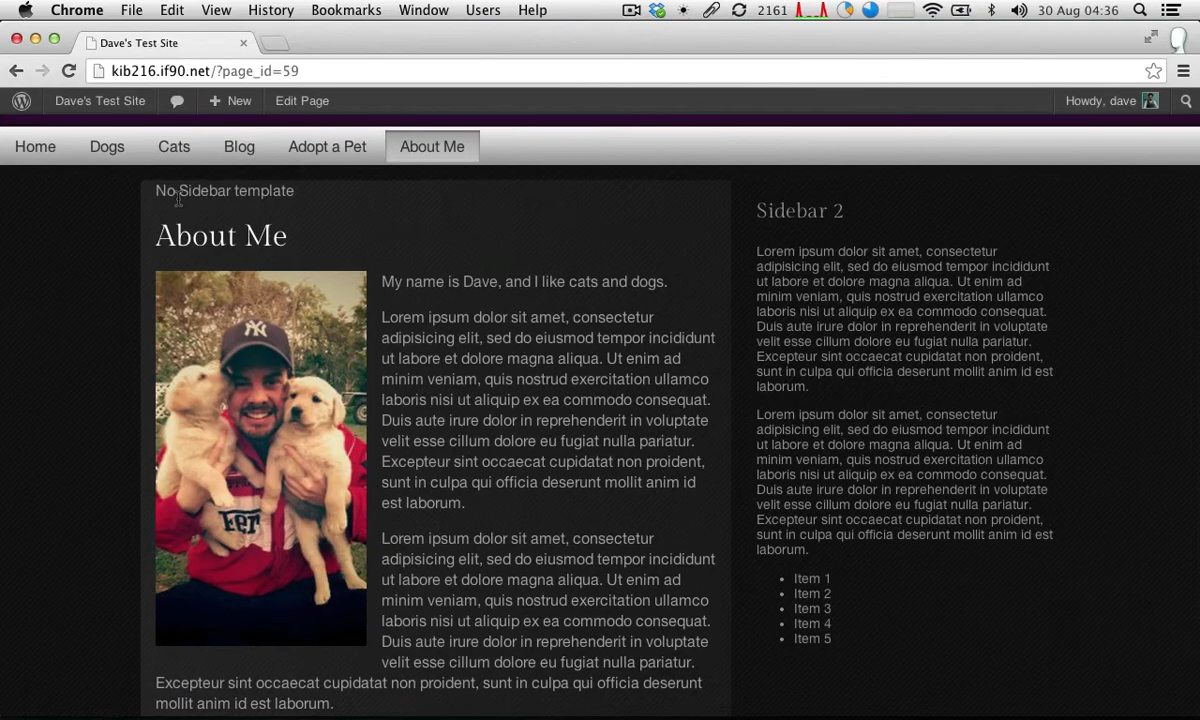 Chrome File Edit View History Bookmarks Window Users Help 2161 30 Aug 04:36
Dave's Test Site
kib216.if90.net/?page_id=59
Dave's Test Site New Edit Page Howdy, dave
Home Dogs Cats Blog Adopt a Pet About Me
No Sidebar template
About Me
My name is Dave, and I like cats and dogs.
Lorem ipsum dolor sit amet, consectetur
adipisicing elit, sed do eiusmod tempor incididunt
ut labore et dolore magna aliqua. Ut enim ad
minim veniam, quis nostrud exercitation ullamco
laboris nisi ut aliquip ex ea commodo consequat.
Duis aute irure dolor in reprehenderit in voluptate
velit esse cillum dolore eu fugiat nulla pariatur.
Excepteur sint occaecat cupidatat non proident,
sunt in culpa qui officia deserunt mollit anim id
est laborum.
Lorem ipsum dolor sit amet, consectetur
adipisicing elit, sed do eiusmod tempor incididunt
ut labore et dolore magna aliqua. Ut enim ad
minim veniam, quis nostrud exercitation ullamco
laboris nisi ut aliquip ex ea commodo consequat.
Duis aute irure dolor in reprehenderit in voluptate
velit esse cillum dolore eu fugiat nulla pariatur.
Excepteur sint occaecat cupidatat non proident, sunt in culpa qui officia deserunt
mollit anim id est laborum.
Sidebar 2
Lorem ipsum dolor sit amet, consectetur
adipisicing elit, sed do eiusmod tempor incididunt
ut labore et dolore magna aliqua. Ut enim ad
minim veniam, quis nostrud exercitation ullamco
laboris nisi ut aliquip ex ea commodo consequat.
Duis aute irure dolor in reprehenderit in voluptate
velit esse cillum dolore eu fugiat nulla pariatur.
Excepteur sint occaecat cupidatat non proident,
sunt in culpa qui officia deserunt mollit anim id est
laborum.
Lorem ipsum dolor sit amet, consectetur
adipisicing elit, sed do eiusmod tempor incididunt
ut labore et dolore magna aliqua. Ut enim ad
minim veniam, quis nostrud exercitation ullamco
laboris nisi ut aliquip ex ea commodo consequat.
Duis aute irure dolor in reprehenderit in voluptate
velit esse cillum dolore eu fugiat nulla pariatur.
Excepteur sint occaecat cupidatat non proident,
sunt in culpa qui officia deserunt mollit anim id est
laborum.
• Item 1
• Item 2
• Item 3
• Item 4
• Item 5